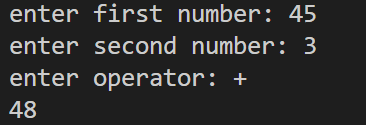 enter first number: 45
enter second number: 3
enter operator: +
48